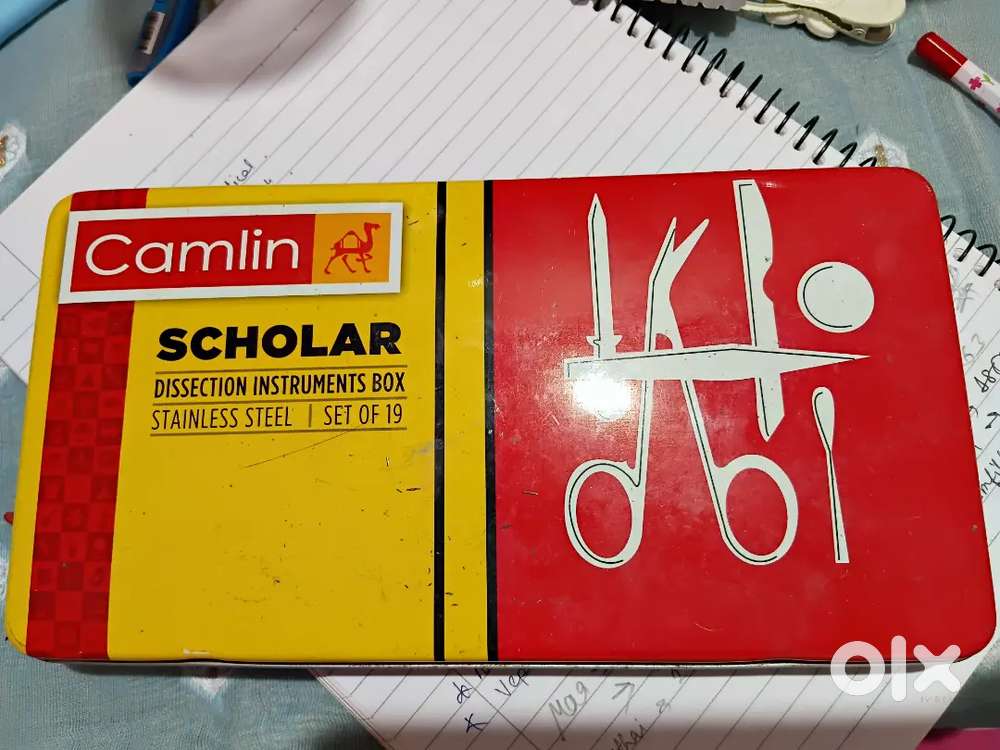 Camlin
SCHOLAR
DISSECTION INSTRUMENTS BOX
STAINLESS STEEL | SET OF 19
olx